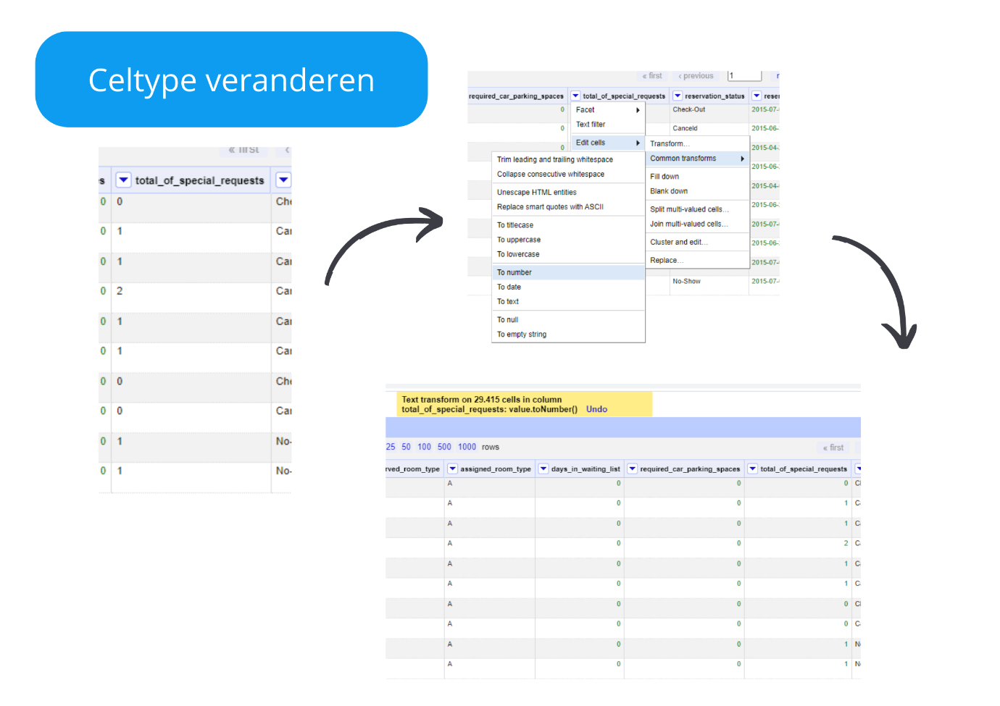 Celtype veranderen
« first ‹
s total_of_special_requests
0 0 Che
0 1 Car
0 1 Car
0 2 Car
0 1 Car
0 1 Car
0 0 Che
0 0 Car
0 1 No-
0 1 No-
« first ‹ previous 1
required_car_parking_spaces total_of_special_requests reservation_status reser
0 Check-Out 2015-07-
0 Canceld 2015-06-
0 2015-04-
2015-06-
2015-04-
2015-06-
2015-07-
2015-06-
2015-07-
No-Show 2015-07-
Facet
Text filter
Edit cells
Transform...
Common transforms
Fill down
Blank down
Split multi-valued cells...
Join multi-valued cells...
Cluster and edit...
Replace...
Trim leading and trailing whitespace
Collapse consecutive whitespace
Unescape HTML entities
Replace smart quotes with ASCII
To titlecase
To uppercase
To lowercase
To number
To date
To text
To null
To empty string
Text transform on 29.415 cells in column
total_of_special_requests: value.toNumber() Undo
25 50 100 500 1000 rows « first
rved_room_type assigned_room_type days_in_waiting_list required_car_parking_spaces total_of_special_requests
A 0 0 0 C
A 0 0 1 C
A 0 0 1 C
A 0 0 2 C
A 0 0 1 C
A 0 0 1 C
A 0 0 0 C
A 0 0 0 C
A 0 0 1 N
A 0 0 1 N